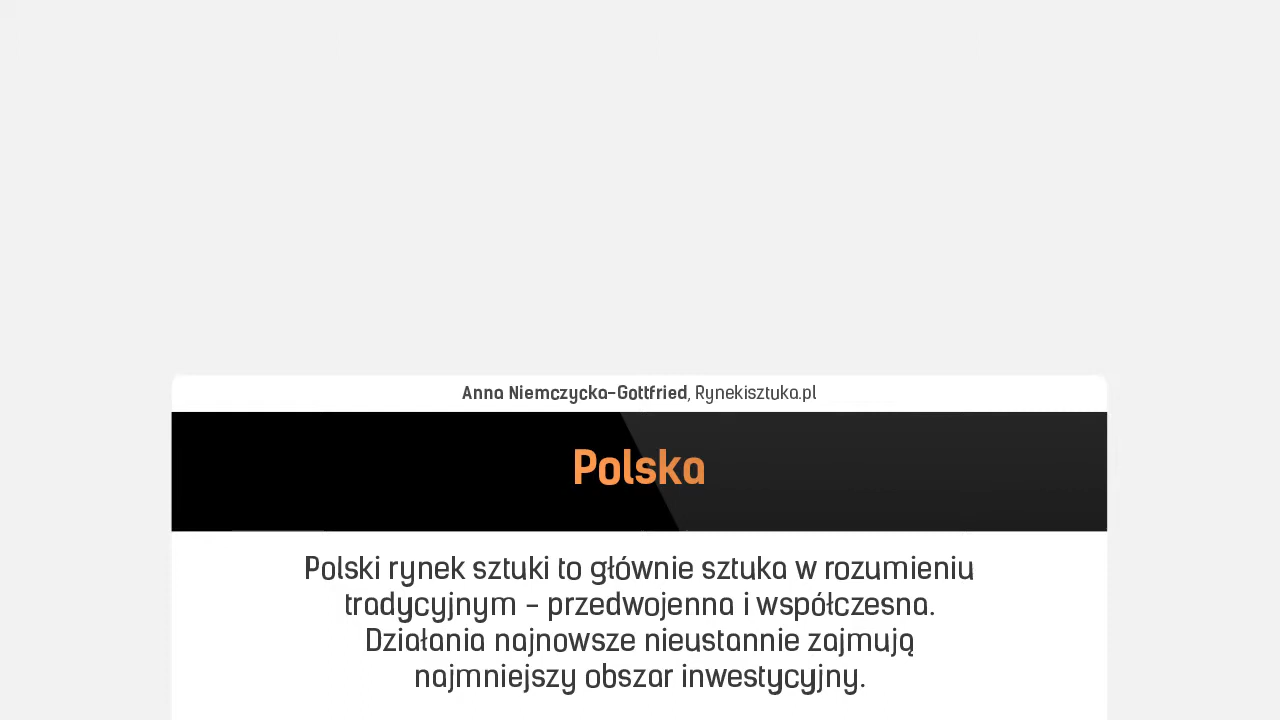 Anna Niemczycka-Gottfried, Rynekisztuka.pl
Polska
Polski rynek sztuki to głównie sztuka w rozumieniu
tradycyjnym - przedwojenna i współczesna.
Działania najnowsze nieustannie zajmują
najmniejszy obszar inwestycyjny.